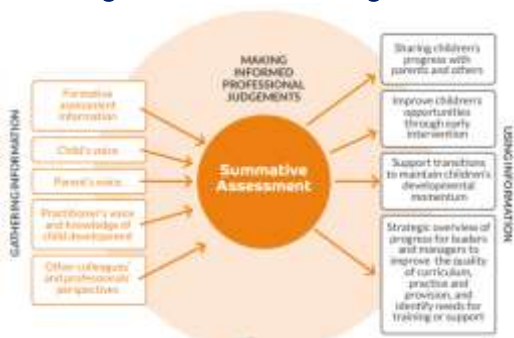 MAKING
INFORMED
PROFESSIONAL
JUDGEMENTS
GATHERING INFORMATION
Formative
assessment
information
Child's voice
Parent's voice
Practitioner's voice
and knowledge of
child development
Other colleagues'
and professionals'
perspectives
Summative
Assessment
Sharing children's
progress with
parents and others
Improve children's
opportunities
through early
intervention
Support transitions
to maintain children's
developmental
momentum
Strategic overview of
progress for leaders
and managers to
improve the quality
of curriculum,
practice and
provision, and
identify needs for
training or support
USING INFORMATION